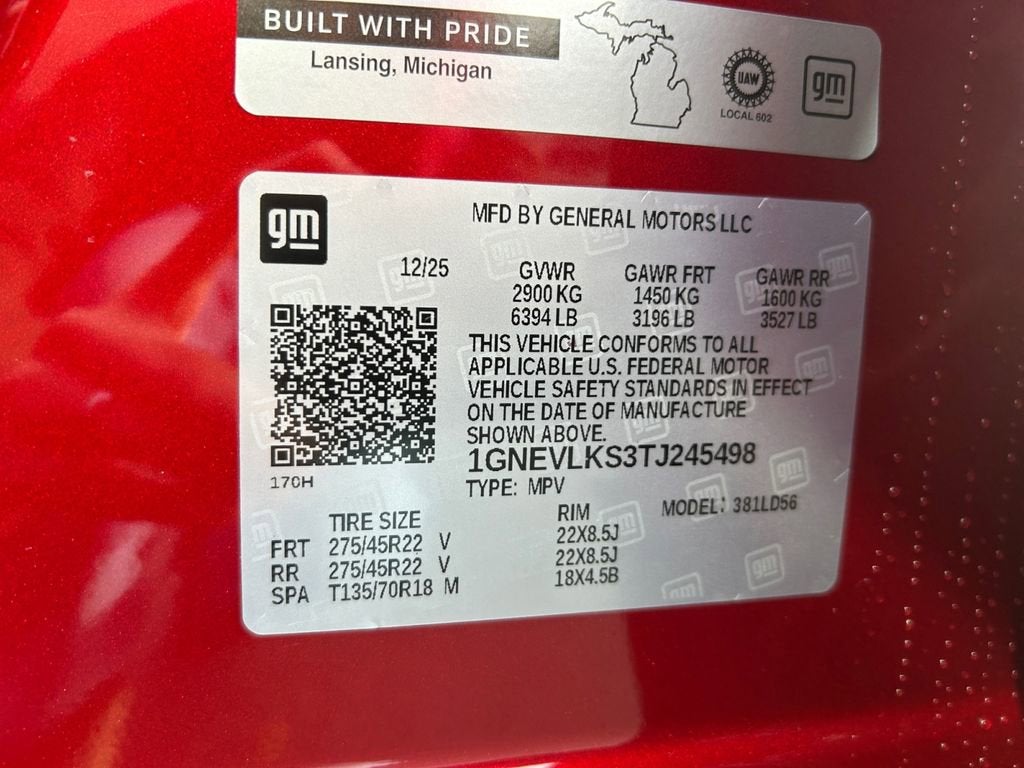 BUILT WITH PRIDE
Lansing, Michigan
UAW
LOCAL 602
gm
gm
MFD BY GENERAL MOTORS LLC
12/25 GVWR GAWR FRT GAWR RR
2900 KG 1450 KG 1600 KG
6394 LB 3196 LB 3527 LB
THIS VEHICLE CONFORMS TO ALL
APPLICABLE U.S. FEDERAL MOTOR
VEHICLE SAFETY STANDARDS IN EFFECT
ON THE DATE OF MANUFACTURE
SHOWN ABOVE.
170H
1GNEVLKS3TJ245498
TYPE: MPV MODEL: 381LD56
TIRE SIZE RIM
FRT 275/45R22 V 22X8.5J
RR 275/45R22 V 22X8.5J
SPA T135/70R18 M 18X4.5B